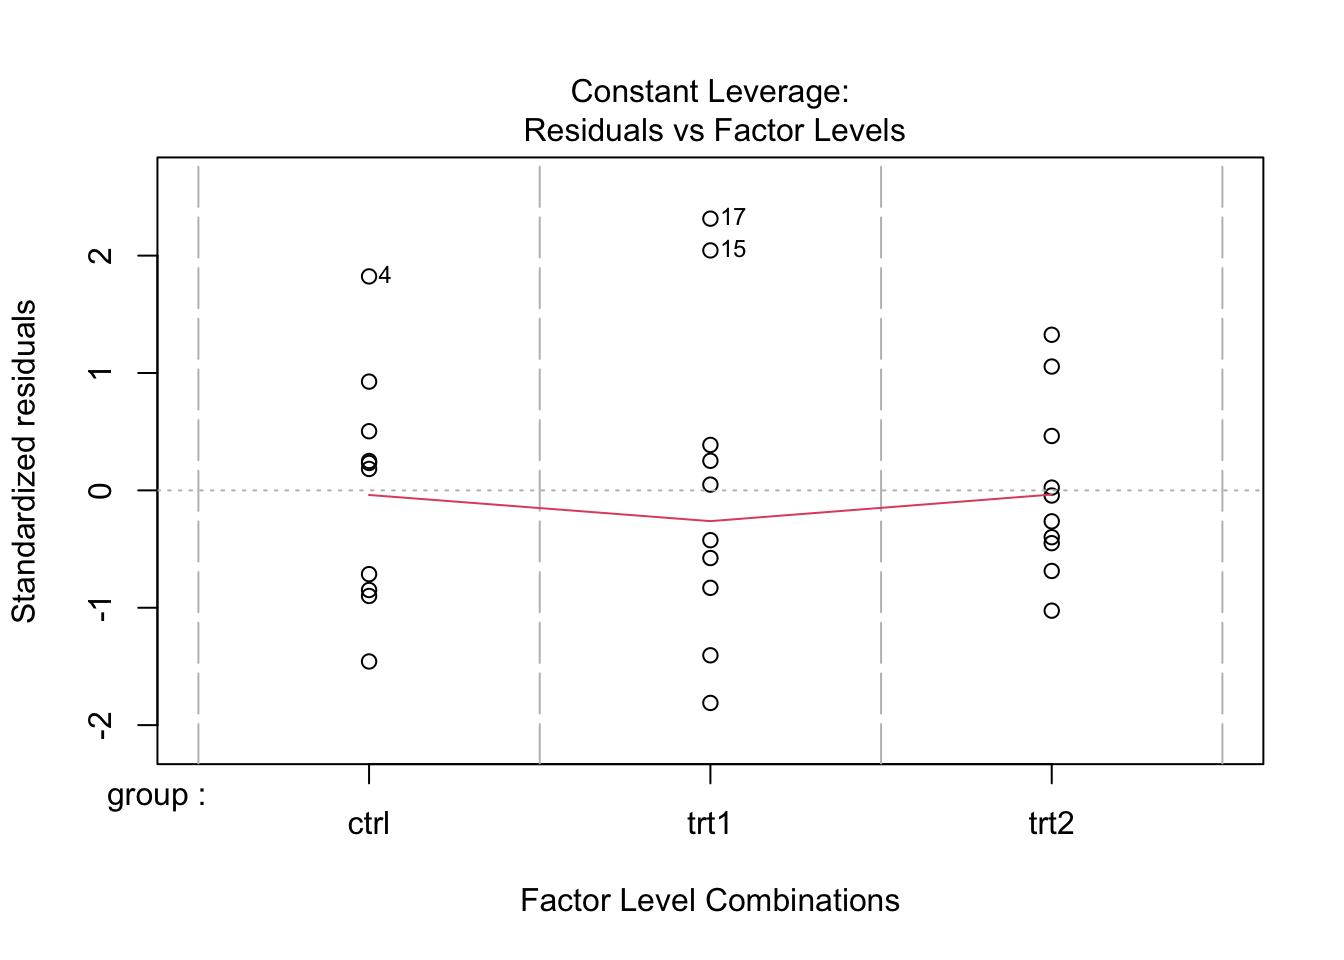 Constant Leverage:
Residuals vs Factor Levels
Standardized residuals
2
1
0
-1
-2
4
17
15
group :
ctrl
trt1
trt2
Factor Level Combinations